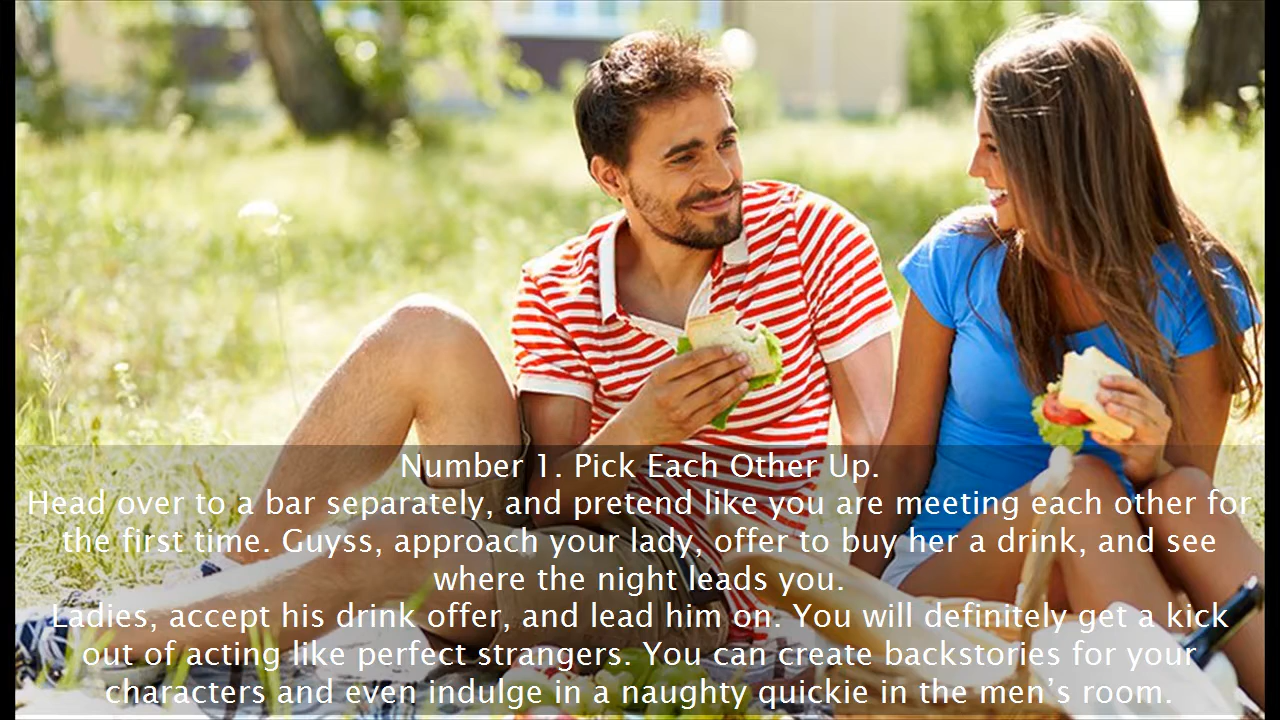 Number 1. Pick Each Other Up.
Head over to a bar separately, and pretend like you are meeting each other for
the first time. Guyss, approach your lady, offer to buy her a drink, and see
where the night leads you.
Ladies, accept his drink offer, and lead him on. You will definitely get a kick
out of acting like perfect strangers. You can create backstories for your
characters and even indulge in a naughty quickie in the men’s room.